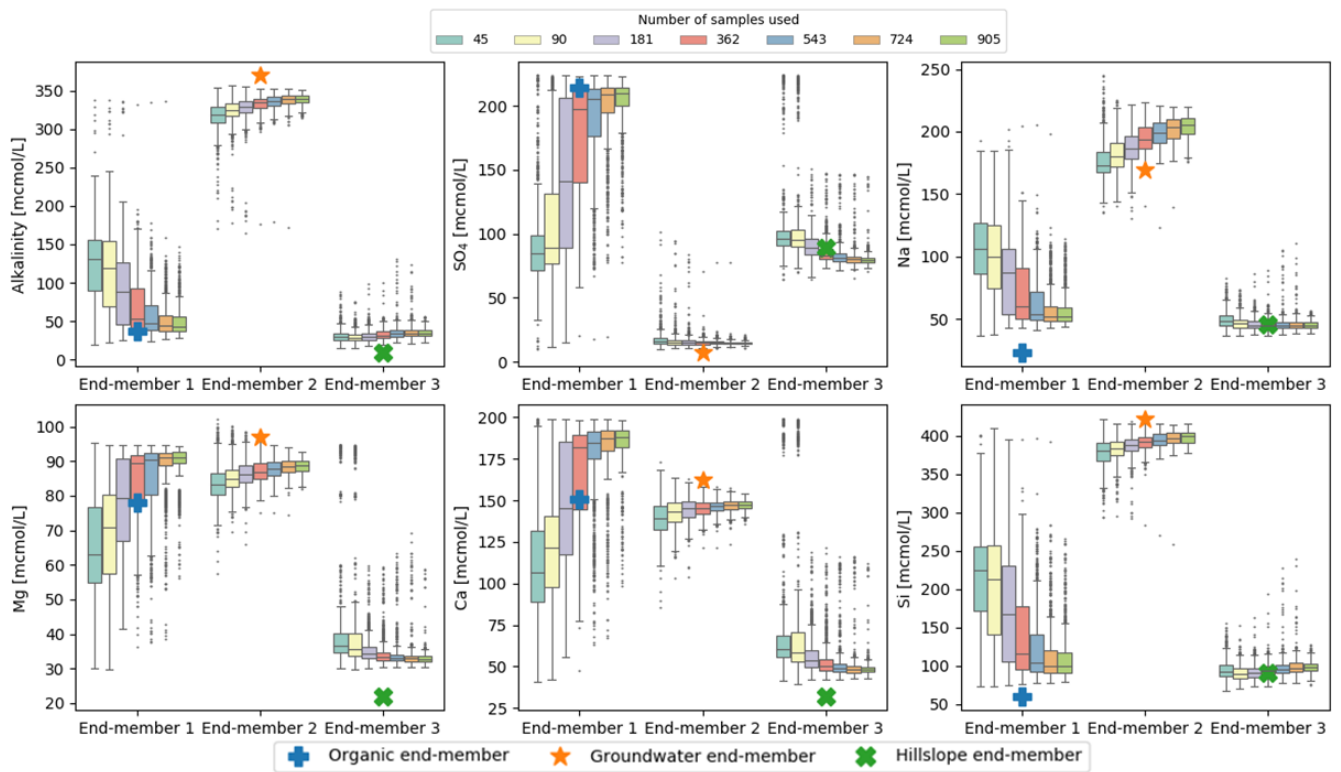 Number of samples used
45 90 181 362 543 724 905
Alkalinity [mcmol/L]
350
300
250
200
150
100
50
0
End-member 1 End-member 2 End-member 3
SO4 [mcmol/L]
200
150
100
50
0
End-member 1 End-member 2 End-member 3
Na [mcmol/L]
250
200
150
100
50
End-member 1 End-member 2 End-member 3
Mg [mcmol/L]
100
90
80
70
60
50
40
30
20
End-member 1 End-member 2 End-member 3
Ca [mcmol/L]
200
175
150
125
100
75
50
25
End-member 1 End-member 2 End-member 3
Si [mcmol/L]
400
350
300
250
200
150
100
50
End-member 1 End-member 2 End-member 3
Organic end-member Groundwater end-member Hillslope end-member